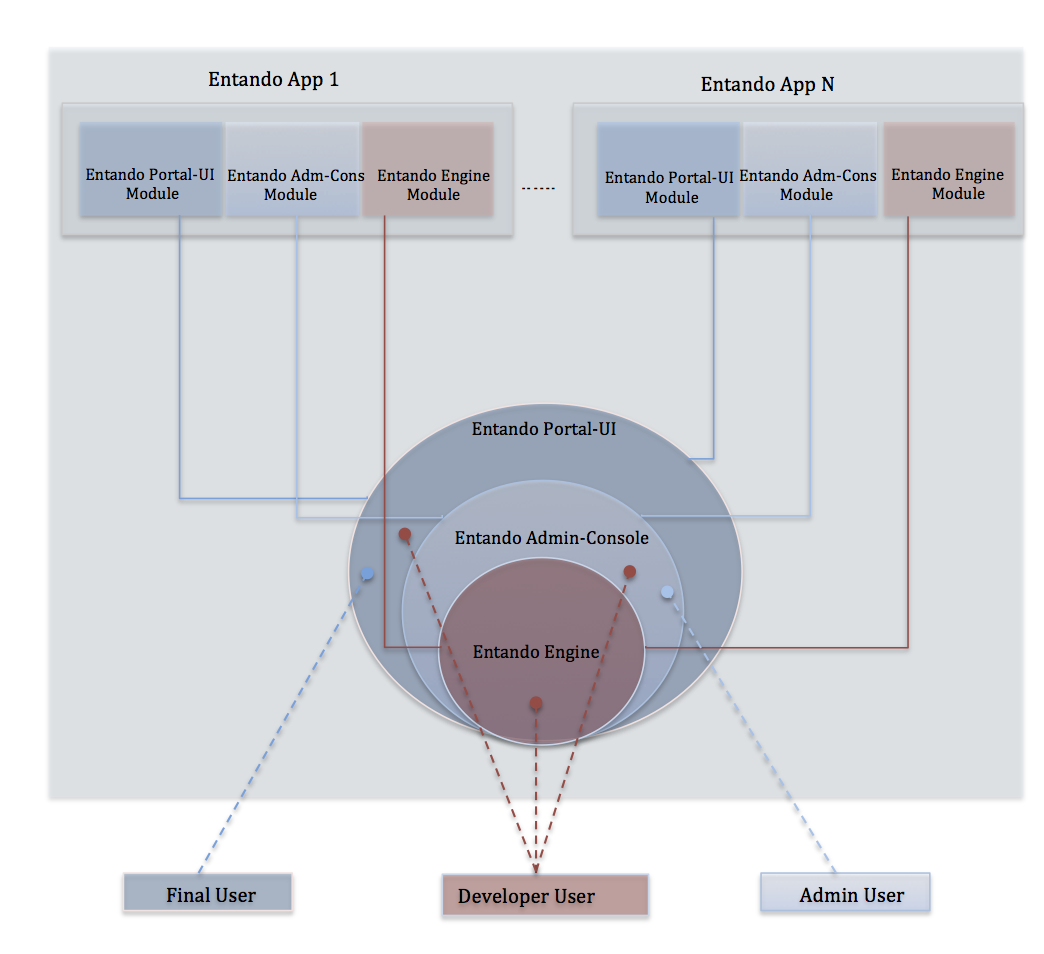 Entando App 1
Entando App N
Entando Portal-UI
Module
Entando Adm-Cons
Module
Entando Engine
Module
......
Entando Portal-UI
Module
Entando Adm-Cons
Module
Entando Engine
Module
Entando Portal-UI
Entando Admin-Console
Entando Engine
Final User
Developer User
Admin User